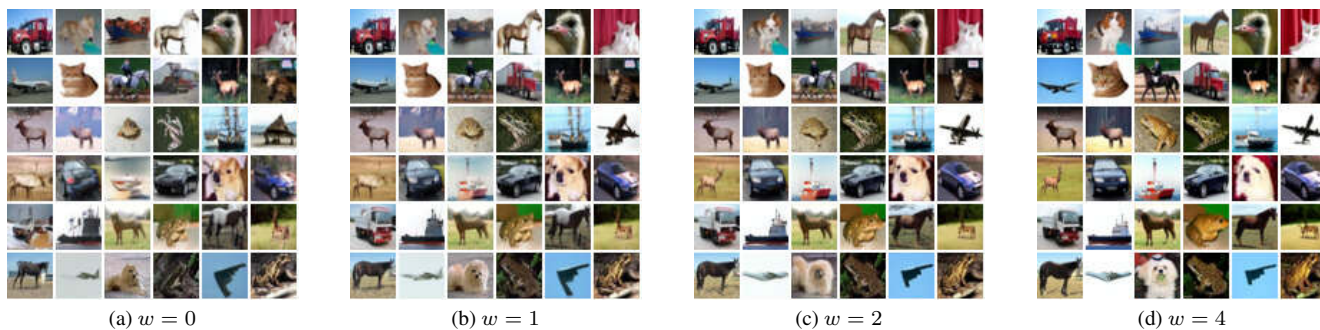 (a) w = 0
(b) w = 1
(c) w = 2
(d) w = 4